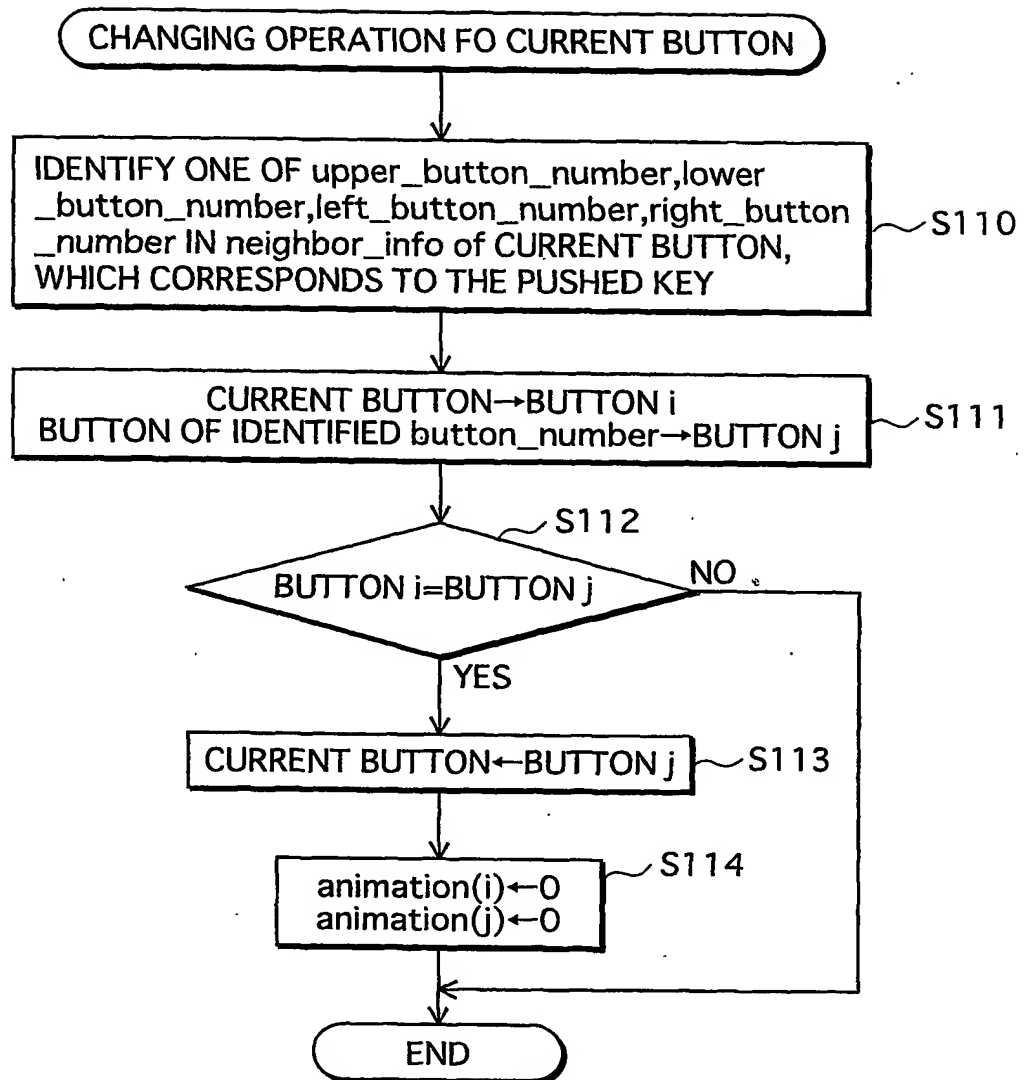 CHANGING OPERATION FO CURRENT BUTTON
IDENTIFY ONE OF upper_button_number,lower
_button_number,left_button_number,right_button
_number IN neighbor_info of CURRENT BUTTON,
WHICH CORRESPONDS TO THE PUSHED KEY
S110
CURRENT BUTTON→BUTTON i
BUTTON OF IDENTIFIED button_number→BUTTON j
S111
S112
BUTTON i=BUTTON j
NO
YES
CURRENT BUTTON←BUTTON j
S113
S114
animation(i)←0
animation(j)←0
END